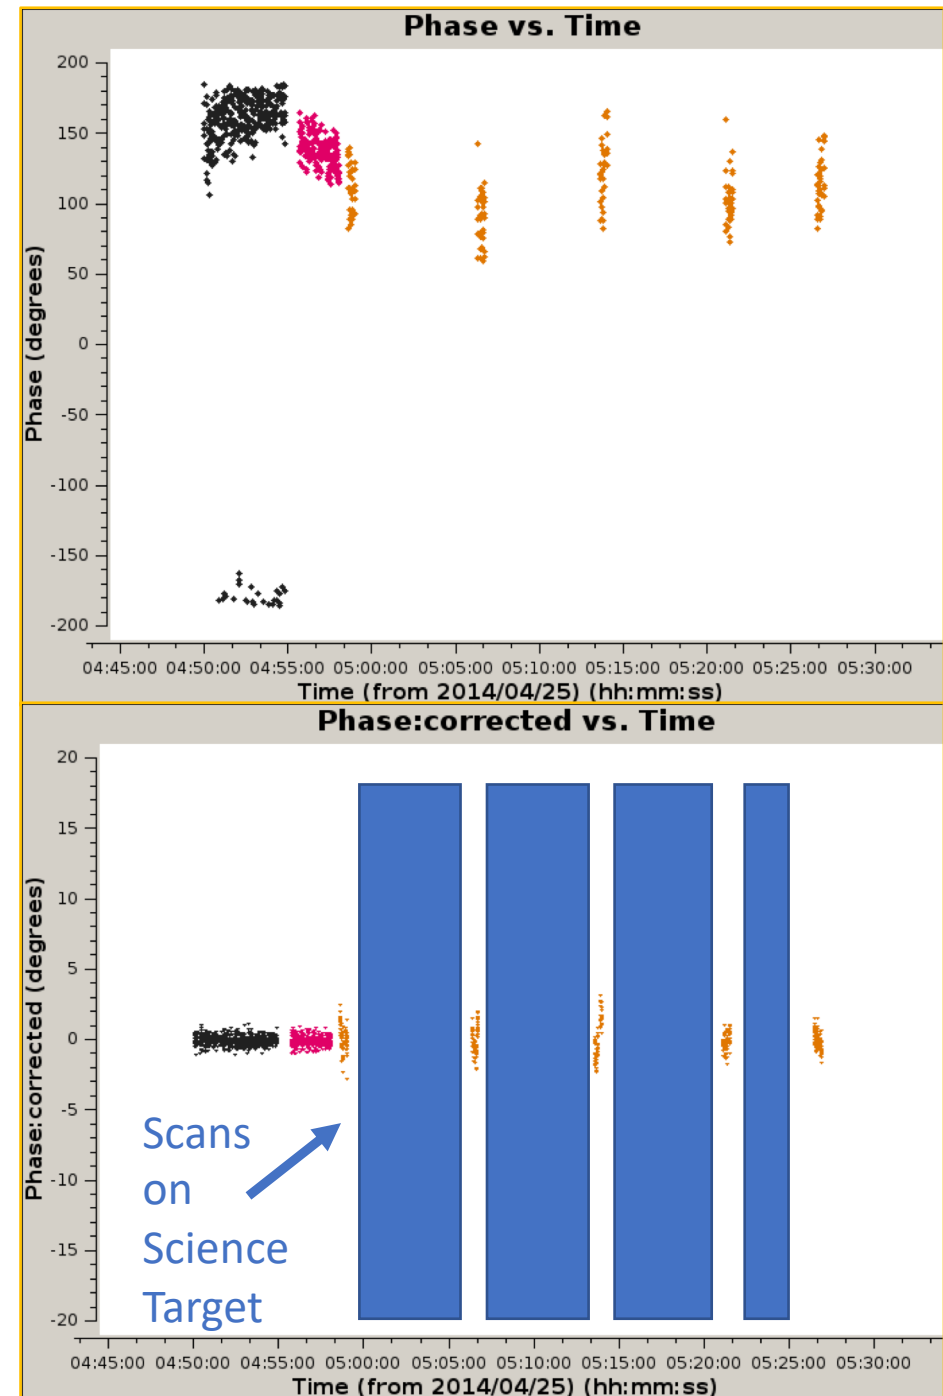 Phase vs. Time
Phase (degrees)
200
150
100
50
0
-50
-100
-150
-200
04:45:00 04:50:00 04:55:00 05:00:00 05:05:00 05:10:00 05:15:00 05:20:00 05:25:00 05:30:00
Time (from 2014/04/25) (hh:mm:ss)
Phase:corrected vs. Time
Phase:corrected (degrees)
20
15
10
5
0
-5
-10
-15
-20
Scans
on
Science
Target
04:45:00 04:50:00 04:55:00 05:00:00 05:05:00 05:10:00 05:15:00 05:20:00 05:25:00 05:30:00
Time (from 2014/04/25) (hh:mm:ss)